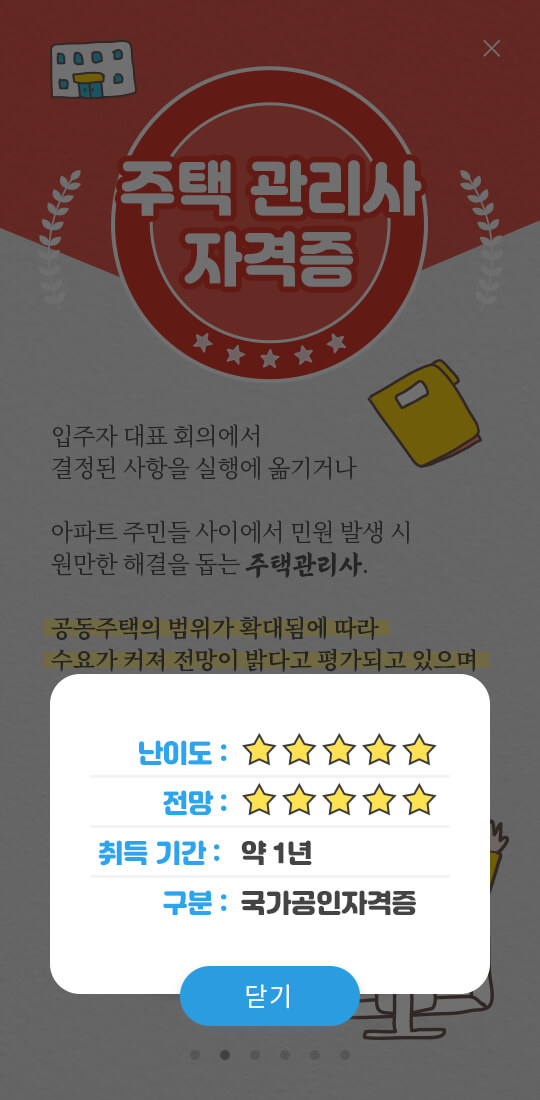 주택 관리사
자격증
입주자 대표 회의에서
결정된 사항을 실행에 옮기거나
아파트 주민들 사이에서 민원 발생 시
원만한 해결을 돕는 주택관리사.
공동주택의 범위가 확대됨에 따라
수요가 커져 전망이 밝다고 평가되고 있으며
난이도 : ★★★★★
전망 : ★★★★★
취득 기간 : 약 1년
구분 : 국가공인자격증
닫기